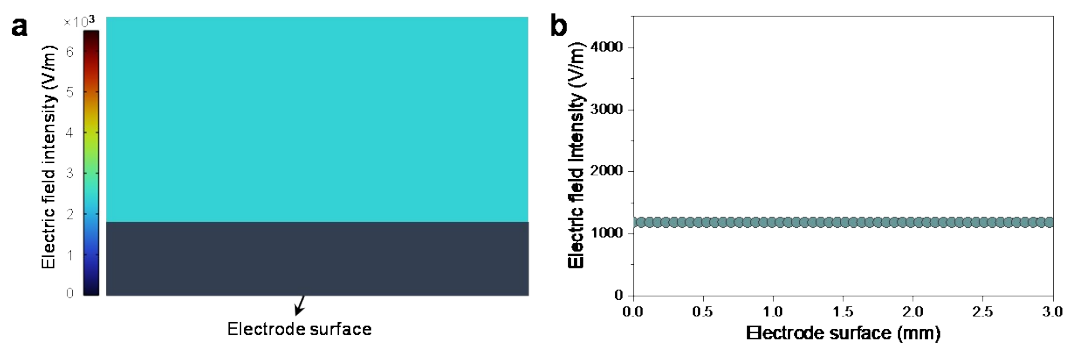 a
×10³
6
5
4
3
2
1
0
Electric field intensity (V/m)
Electrode surface
b
Electric field intensity (V/m)
4000
3000
2000
1000
0
0.0 0.5 1.0 1.5 2.0 2.5 3.0
Electrode surface (mm)